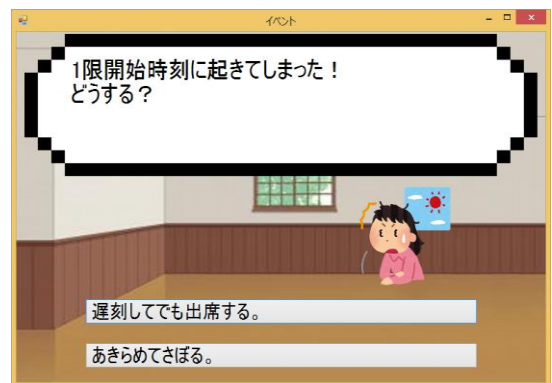 イベント
1限開始時刻に起きてしまった！
どうする？
遅刻してでも出席する。
あきらめてさぼる。